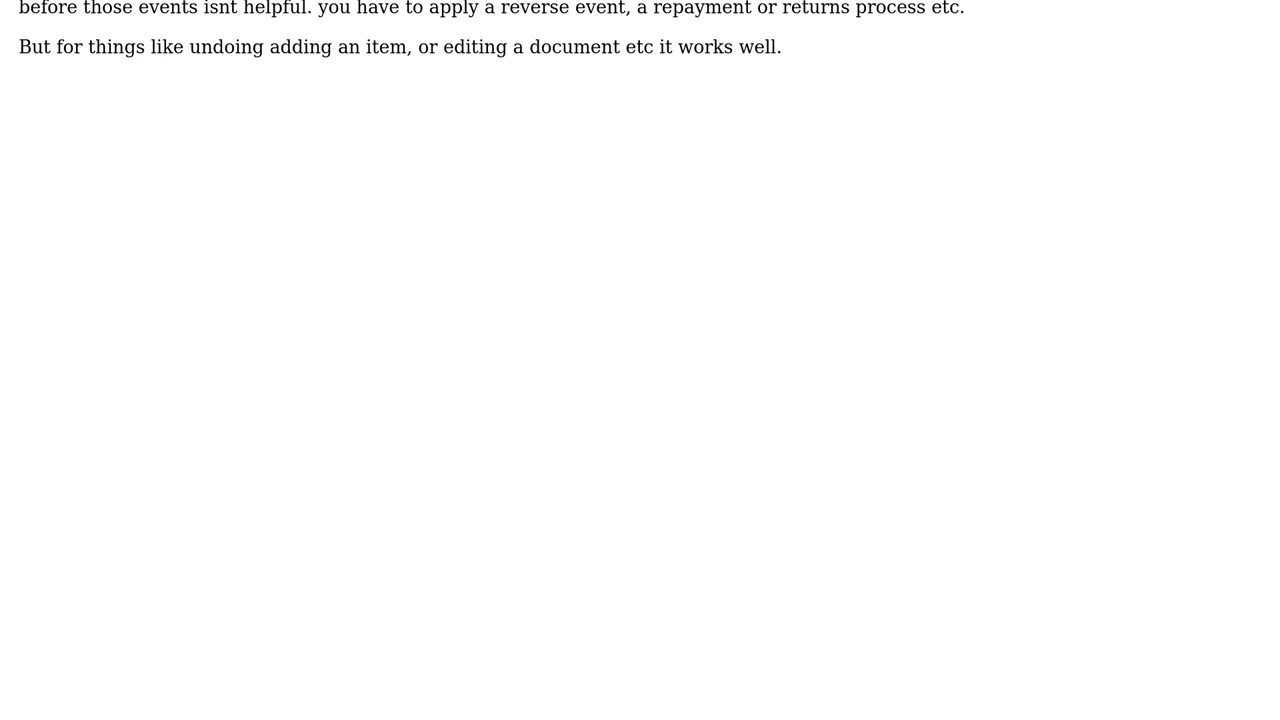 before those events isnt helpful. you have to apply a reverse event, a repayment or returns process etc.
But for things like undoing adding an item, or editing a document etc it works well.